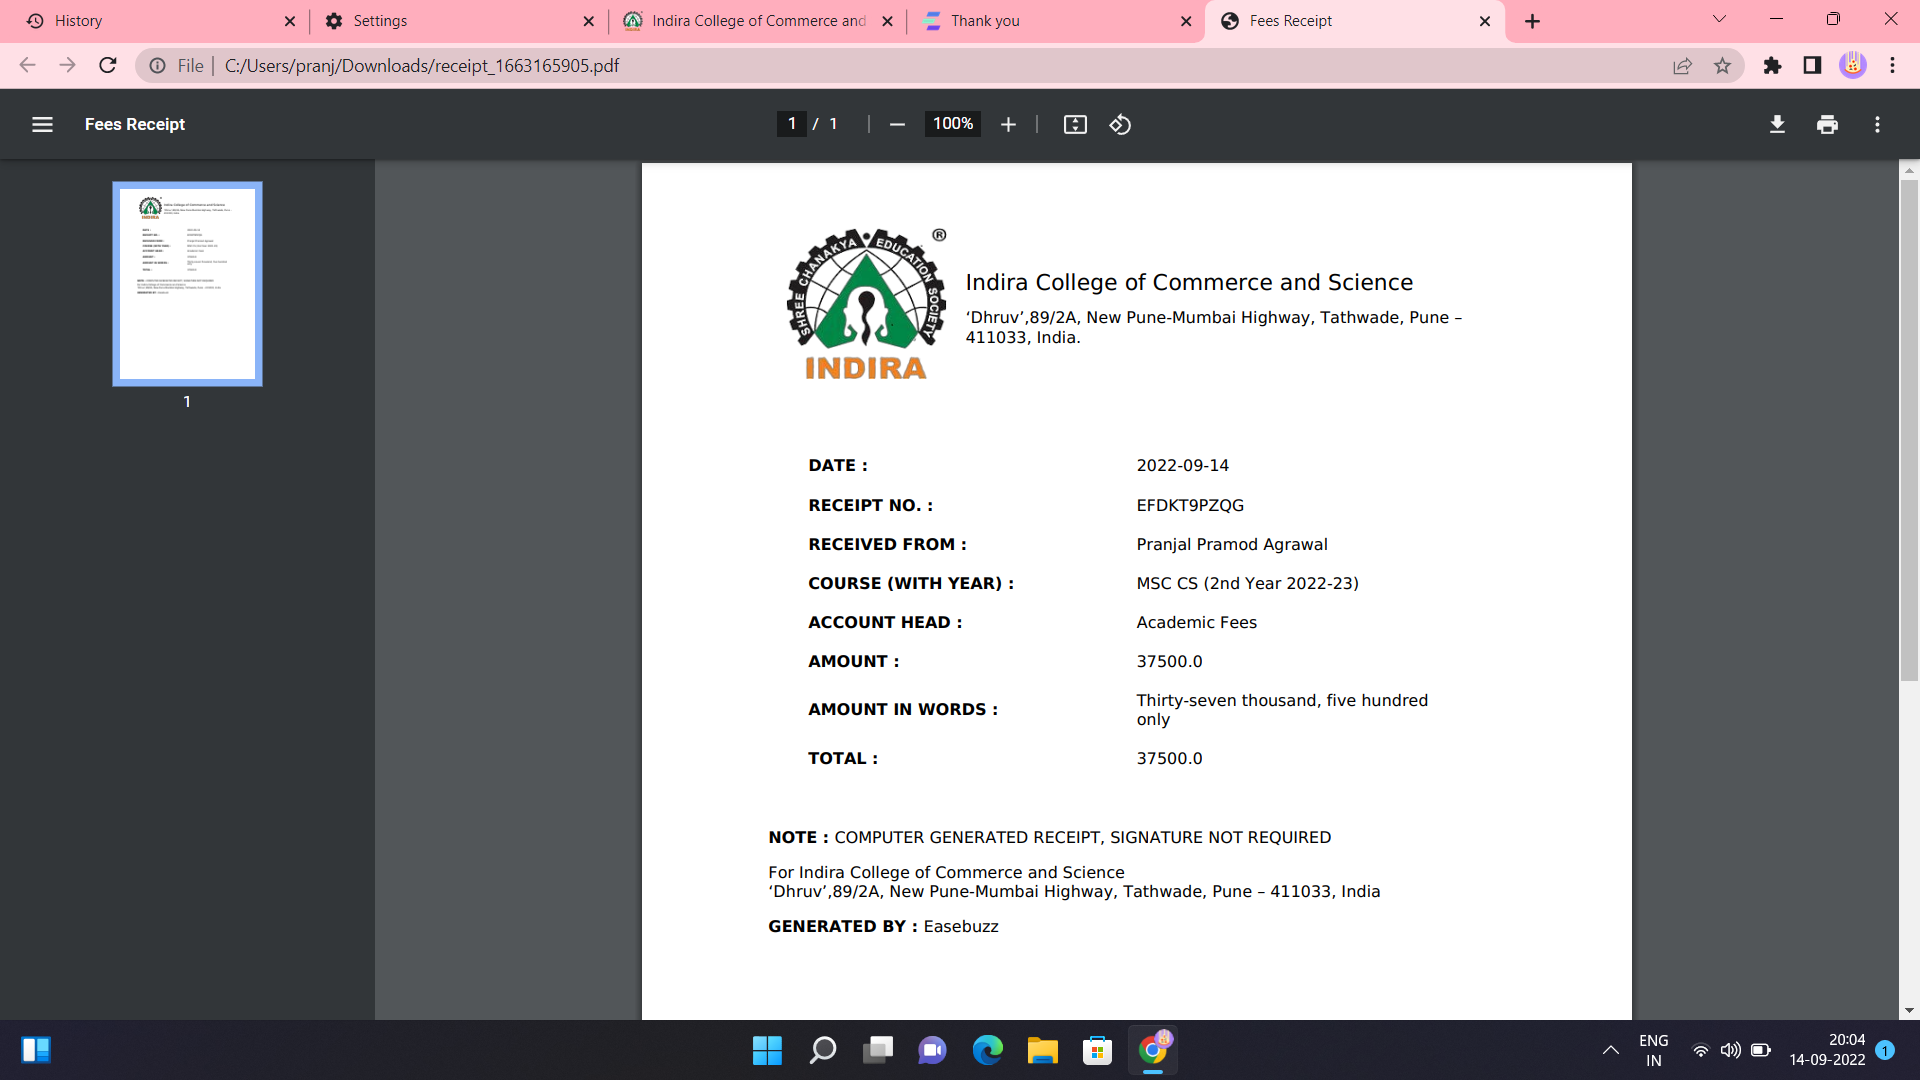 History
Settings
Indira College of Commerce and
Thank you
Fees Receipt
File
C:/Users/pranj/Downloads/receipt_1663165905.pdf
Fees Receipt
1 / 1
100%
1
SHREE CHANAKYA EDUCATION SOCIETY
®
INDIRA
Indira College of Commerce and Science
‘Dhruv’,89/2A, New Pune-Mumbai Highway, Tathwade, Pune –
411033, India.
DATE : 2022-09-14
RECEIPT NO. : EFDKT9PZQG
RECEIVED FROM : Pranjal Pramod Agrawal
COURSE (WITH YEAR) : MSC CS (2nd Year 2022-23)
ACCOUNT HEAD : Academic Fees
AMOUNT : 37500.0
AMOUNT IN WORDS : Thirty-seven thousand, five hundred
only
TOTAL : 37500.0
NOTE : COMPUTER GENERATED RECEIPT, SIGNATURE NOT REQUIRED
For Indira College of Commerce and Science
‘Dhruv’,89/2A, New Pune-Mumbai Highway, Tathwade, Pune – 411033, India
GENERATED BY : Easebuzz
ENG
IN
20:04
14-09-2022
1